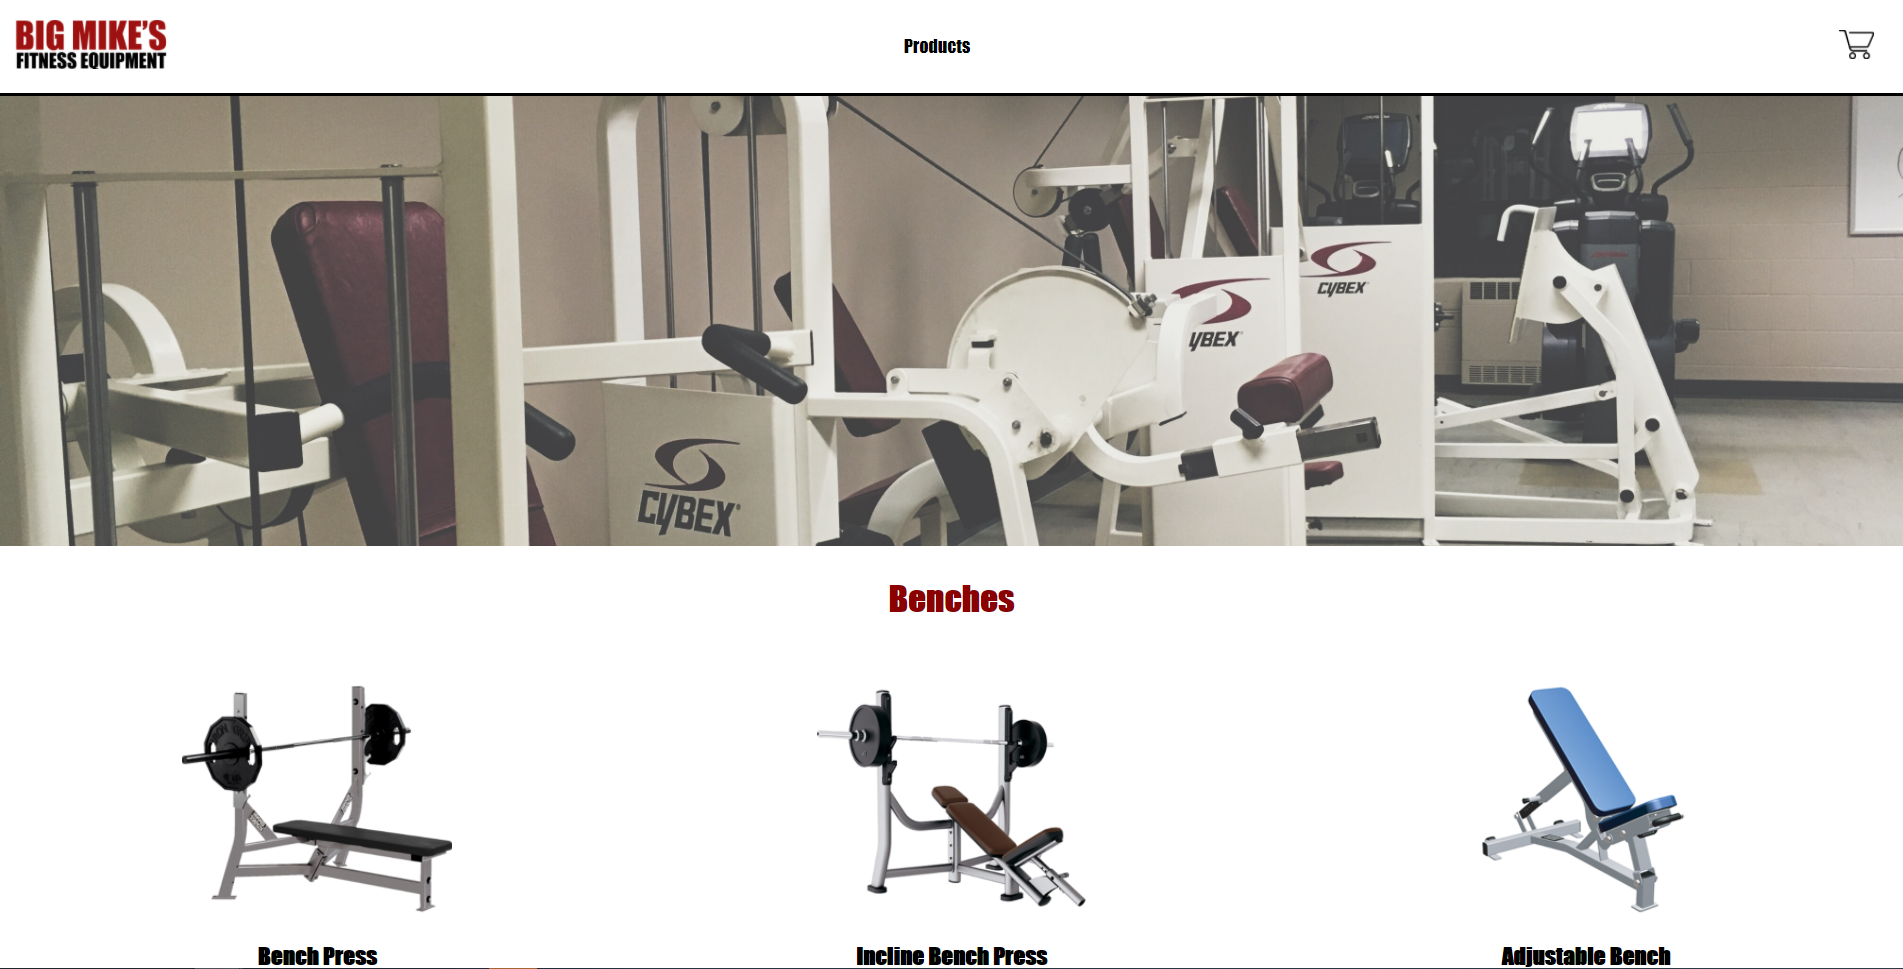 BIG MIKE'S
FITNESS EQUIPMENT
Products
CYBEX
YBEX
CYBEX
Benches
Bench Press
Incline Bench Press
Adjustable Bench